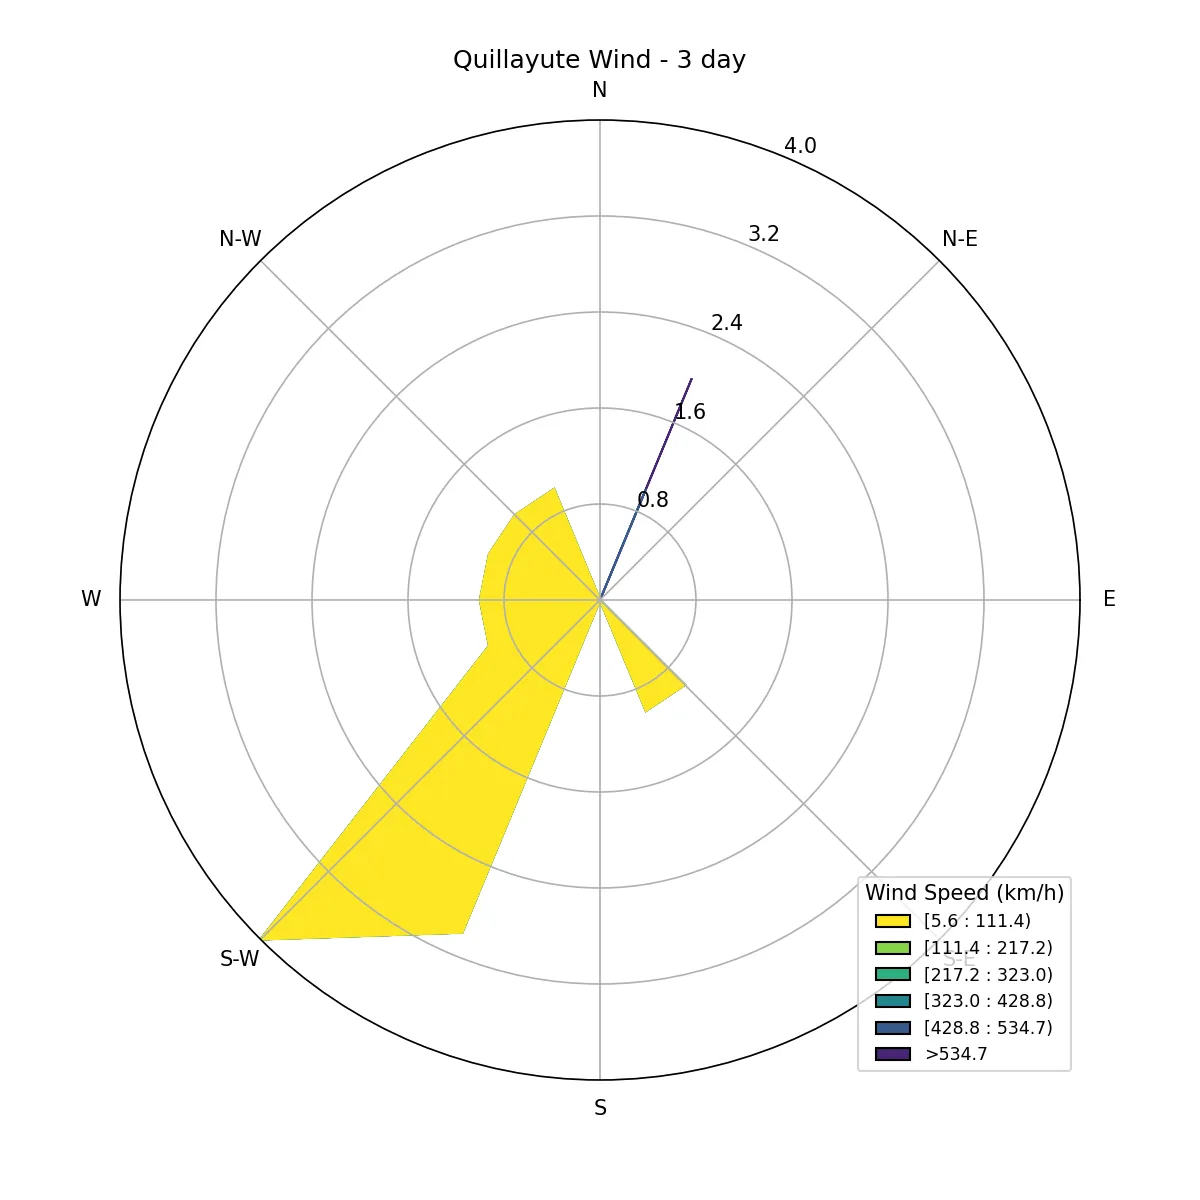 Quillayute Wind - 3 day
N
4.0
N-W
3.2
N-E
2.4
1.6
0.8
W
E
Wind Speed (km/h)
[5.6 : 111.4)
[111.4 : 217.2)
S-W
S-E
[217.2 : 323.0)
[323.0 : 428.8)
[428.8 : 534.7)
>534.7
S